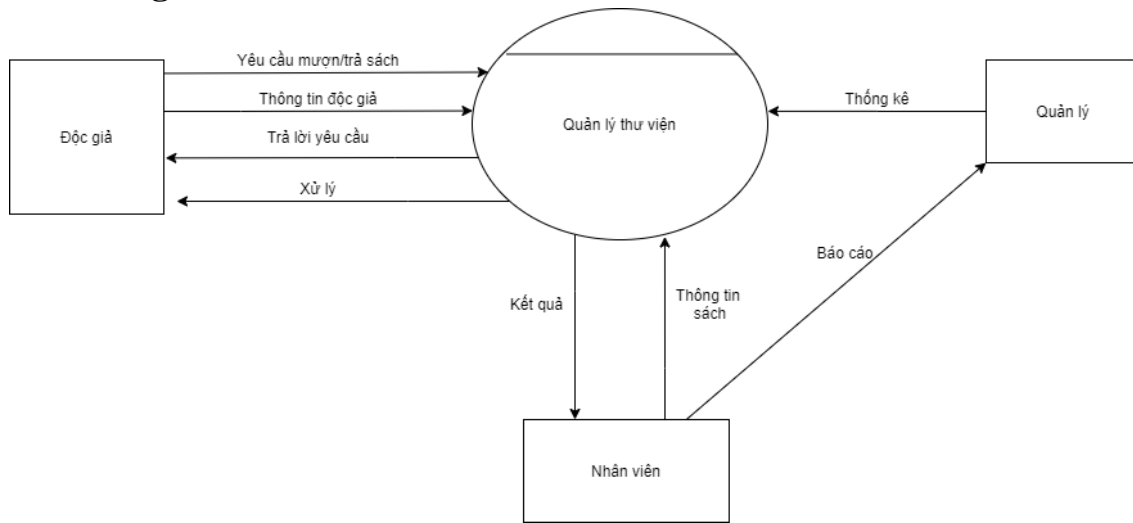 Yêu cầu mượn/trả sách
Thông tin độc giả
Thống kê
Độc giả
Quản lý thư viện
Quản lý
Trả lời yêu cầu
Xử lý
Báo cáo
Kết quả
Thông tin
sách
Nhân viên